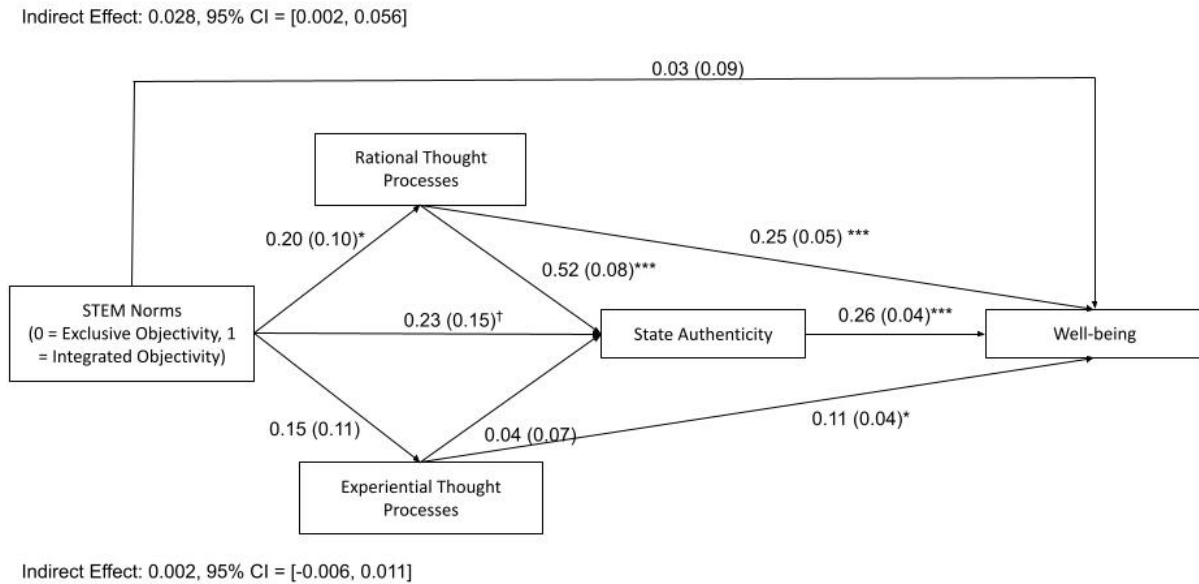 Indirect Effect: 0.028, 95% CI = [0.002, 0.056]
0.03 (0.09)
Rational Thought
Processes
0.20 (0.10)*
0.25 (0.05) ***
0.52 (0.08)***
STEM Norms
(0 = Exclusive Objectivity, 1
= Integrated Objectivity)
0.23 (0.15)†
State Authenticity
0.26 (0.04)***
Well-being
0.15 (0.11)
0.04 (0.07)
0.11 (0.04)*
Experiential Thought
Processes
Indirect Effect: 0.002, 95% CI = [-0.006, 0.011]